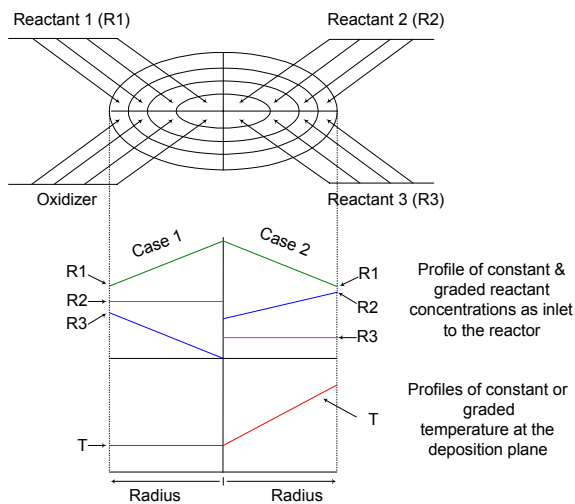 Reactant 1 (R1)
Reactant 2 (R2)
Oxidizer
Reactant 3 (R3)
Case 1
Case 2
R1
R2
R3
R1
R2
R3
Profile of constant &
graded reactant
concentrations as inlet
to the reactor
T
T
Profiles of constant or
graded
temperature at the
deposition plane
Radius
Radius